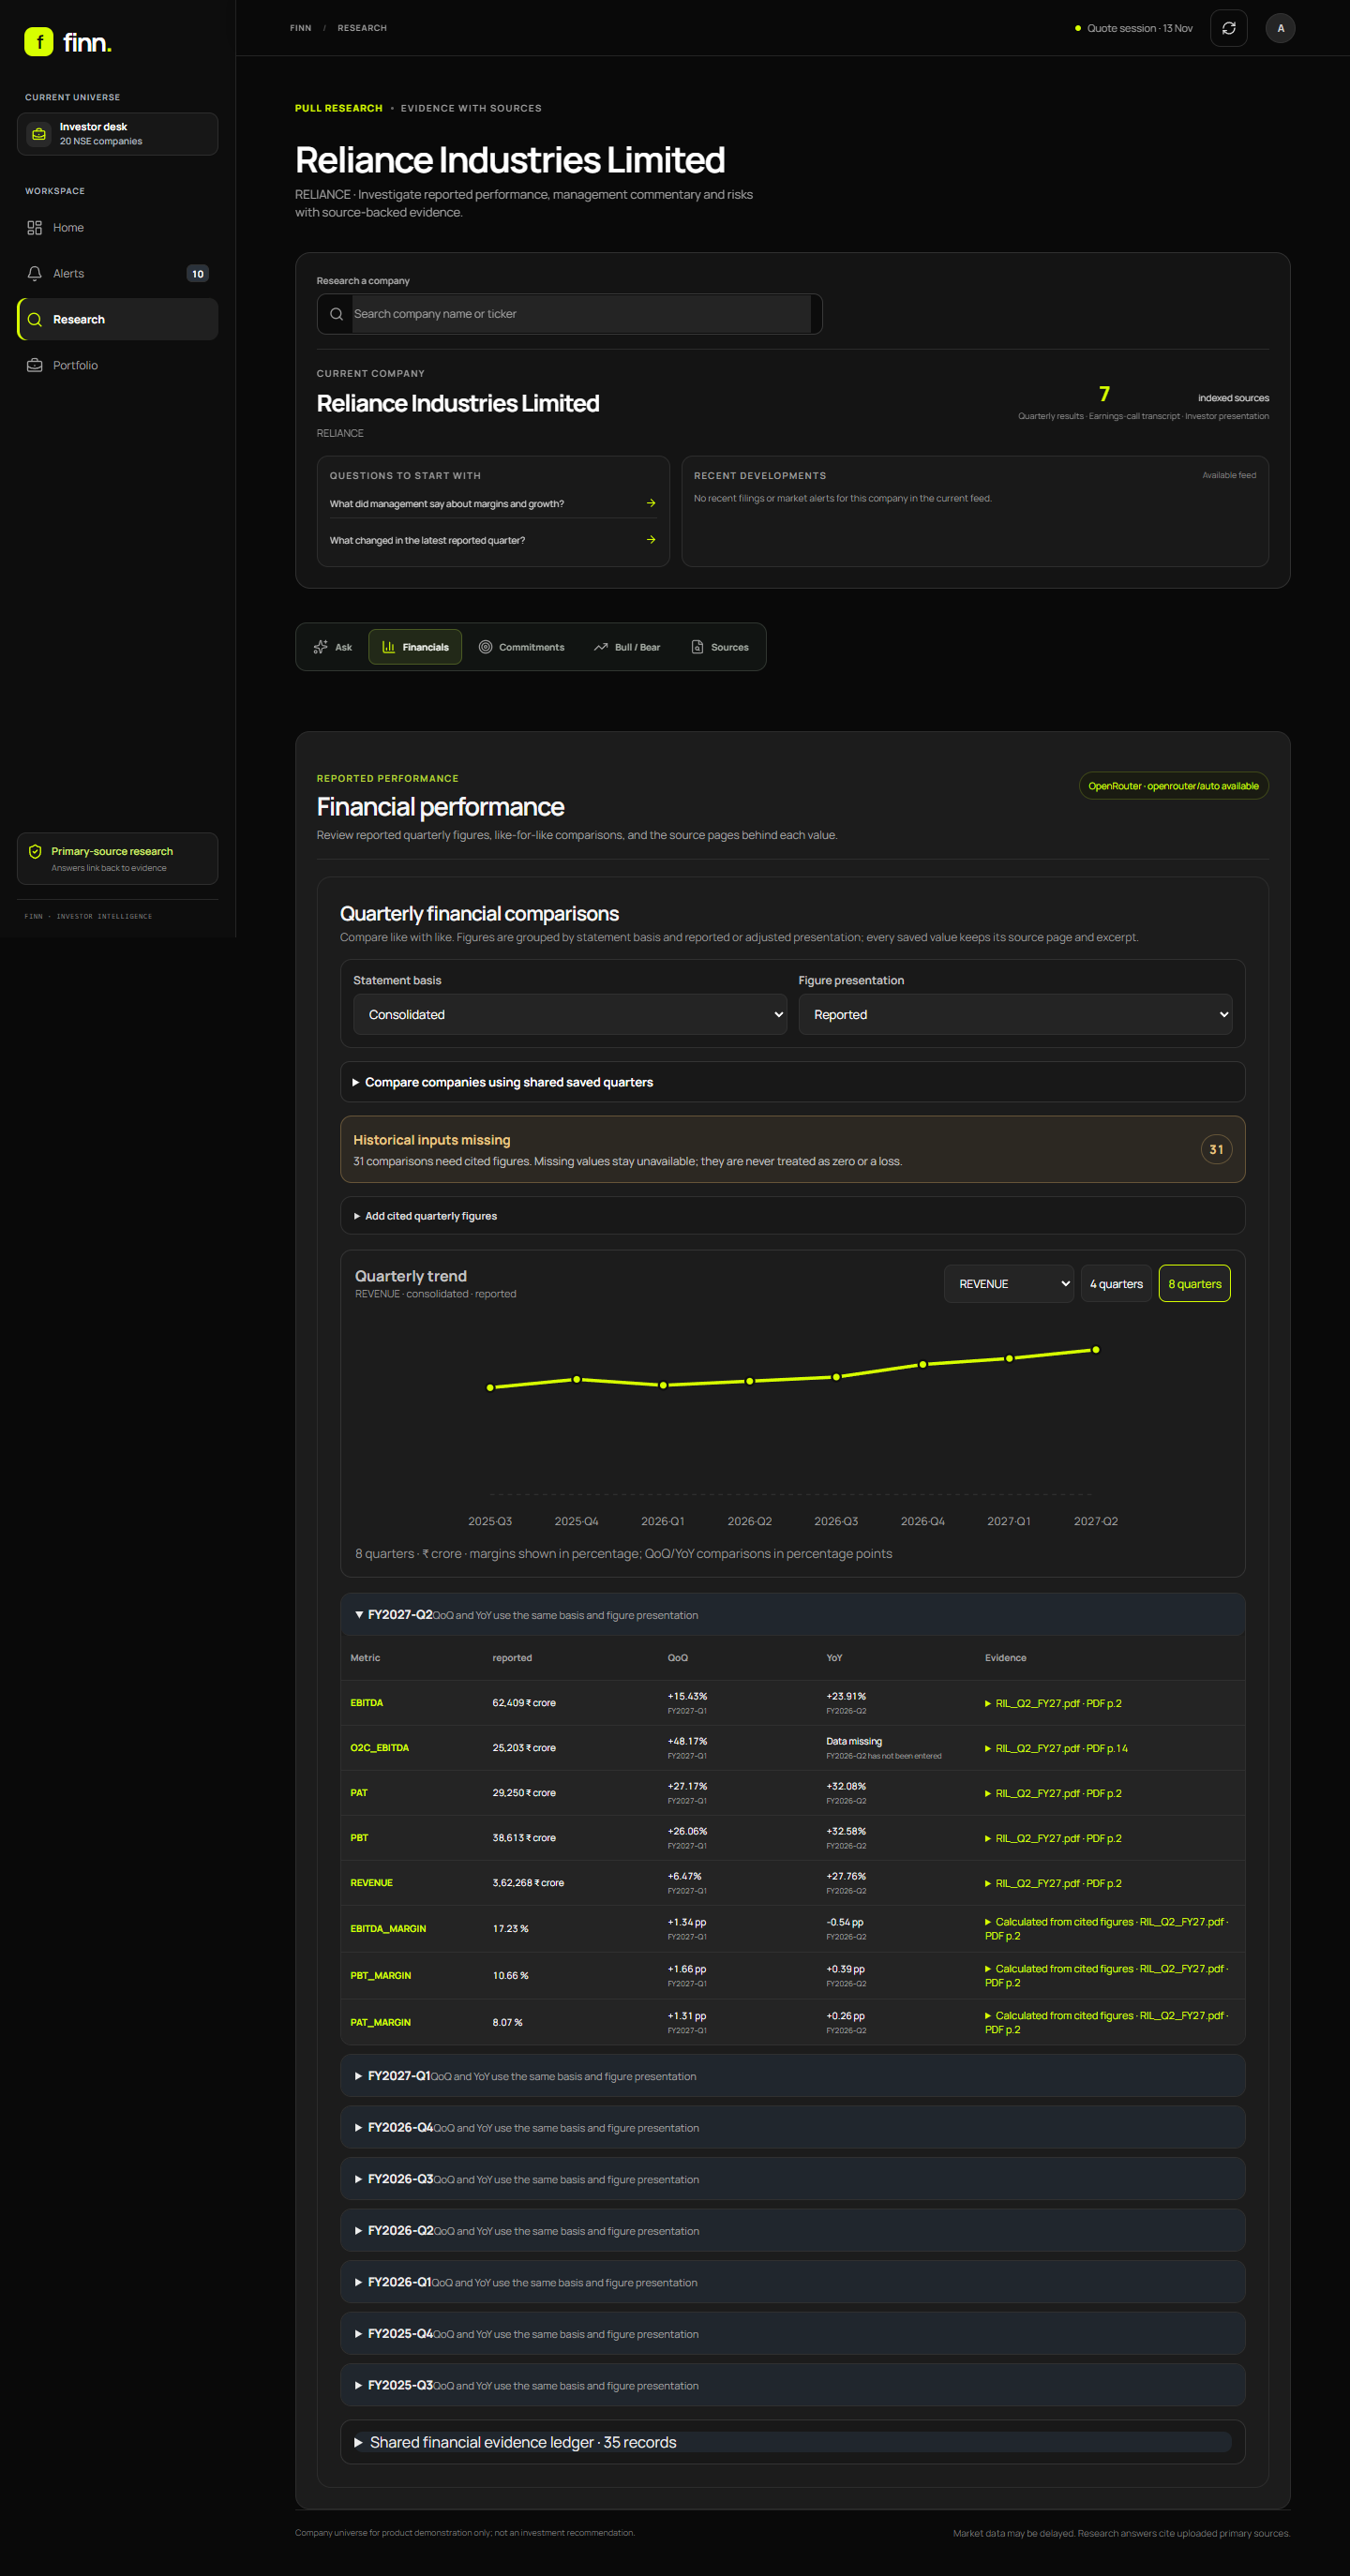 f finn.
FINN / RESEARCH
Quote session · 13 Nov
A
CURRENT UNIVERSE
Investor desk
20 NSE companies
WORKSPACE
Home
Alerts 10
Research
Portfolio
Primary-source research
Answers link back to evidence
FINN · INVESTOR INTELLIGENCE
PULL RESEARCH • EVIDENCE WITH SOURCES
Reliance Industries Limited
RELIANCE · Investigate reported performance, management commentary and risks
with source-backed evidence.
Research a company
Search company name or ticker
CURRENT COMPANY
Reliance Industries Limited
RELIANCE
7 indexed sources
Quarterly results · Earnings-call transcript · Investor presentation
QUESTIONS TO START WITH
What did management say about margins and growth?
What changed in the latest reported quarter?
RECENT DEVELOPMENTS
Available feed
No recent filings or market alerts for this company in the current feed.
Ask
Financials
Commitments
Bull / Bear
Sources
REPORTED PERFORMANCE
Financial performance
Review reported quarterly figures, like-for-like comparisons, and the source pages behind each value.
OpenRouter · openrouter/auto available
Quarterly financial comparisons
Compare like with like. Figures are grouped by statement basis and reported or adjusted presentation; every saved value keeps its source page and excerpt.
Statement basis
Consolidated
Figure presentation
Reported
Compare companies using shared saved quarters
Historical inputs missing
31 comparisons need cited figures. Missing values stay unavailable; they are never treated as zero or a loss.
31
Add cited quarterly figures
Quarterly trend
REVENUE · consolidated · reported
REVENUE
4 quarters
8 quarters
2025-Q3 2025-Q4 2026-Q1 2026-Q2 2026-Q3 2026-Q4 2027-Q1 2027-Q2
8 quarters · ₹ crore · margins shown in percentage; QoQ/YoY comparisons in percentage points
FY2027-Q2QoQ and YoY use the same basis and figure presentation
Metric reported QoQ YoY Evidence
EBITDA 62,409 ₹ crore +15.43% +23.91% RIL_Q2_FY27.pdf · PDF p.2
FY2027-Q1 FY2026-Q2
O2C_EBITDA 25,203 ₹ crore +48.17% Data missing RIL_Q2_FY27.pdf · PDF p.14
FY2027-Q1 FY2026-Q2 has not been entered
PAT 29,250 ₹ crore +27.17% +32.08% RIL_Q2_FY27.pdf · PDF p.2
FY2027-Q1 FY2026-Q2
PBT 38,613 ₹ crore +26.06% +32.58% RIL_Q2_FY27.pdf · PDF p.2
FY2027-Q1 FY2026-Q2
REVENUE 3,62,268 ₹ crore +6.47% +27.76% RIL_Q2_FY27.pdf · PDF p.2
FY2027-Q1 FY2026-Q2
EBITDA_MARGIN 17.23 % +1.34 pp -0.54 pp Calculated from cited figures · RIL_Q2_FY27.pdf ·
FY2027-Q1 FY2026-Q2 PDF p.2
PBT_MARGIN 10.66 % +1.66 pp +0.39 pp Calculated from cited figures · RIL_Q2_FY27.pdf ·
FY2027-Q1 FY2026-Q2 PDF p.2
PAT_MARGIN 8.07 % +1.31 pp +0.26 pp Calculated from cited figures · RIL_Q2_FY27.pdf ·
FY2027-Q1 FY2026-Q2 PDF p.2
FY2027-Q1QoQ and YoY use the same basis and figure presentation
FY2026-Q4QoQ and YoY use the same basis and figure presentation
FY2026-Q3QoQ and YoY use the same basis and figure presentation
FY2026-Q2QoQ and YoY use the same basis and figure presentation
FY2026-Q1QoQ and YoY use the same basis and figure presentation
FY2025-Q4QoQ and YoY use the same basis and figure presentation
FY2025-Q3QoQ and YoY use the same basis and figure presentation
Shared financial evidence ledger · 35 records
Company universe for product demonstration only; not an investment recommendation.
Market data may be delayed. Research answers cite uploaded primary sources.